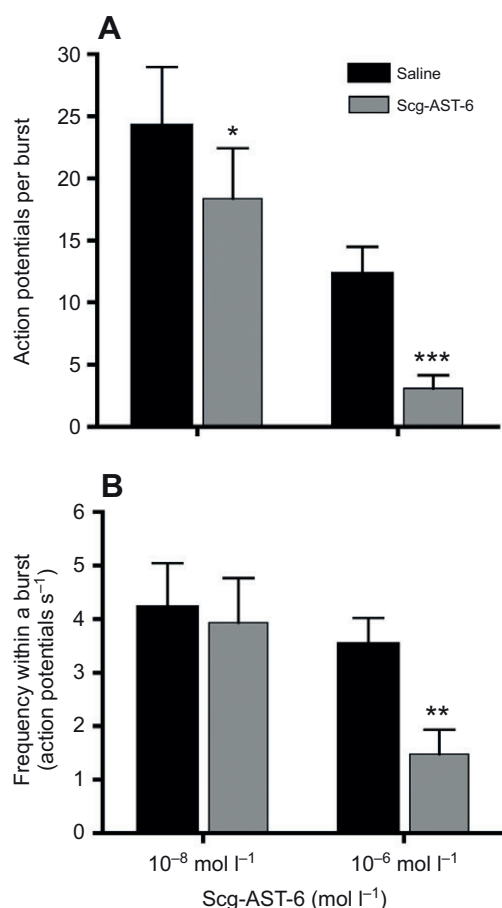 A
30
25
20
15
10
5
0
Action potentials per burst
Saline
Scg-AST-6
*
***
B
6
5
4
3
2
1
0
Frequency within a burst
(action potentials s⁻¹)
**
10⁻⁸ mol l⁻¹ 10⁻⁶ mol l⁻¹
Scg-AST-6 (mol l⁻¹)